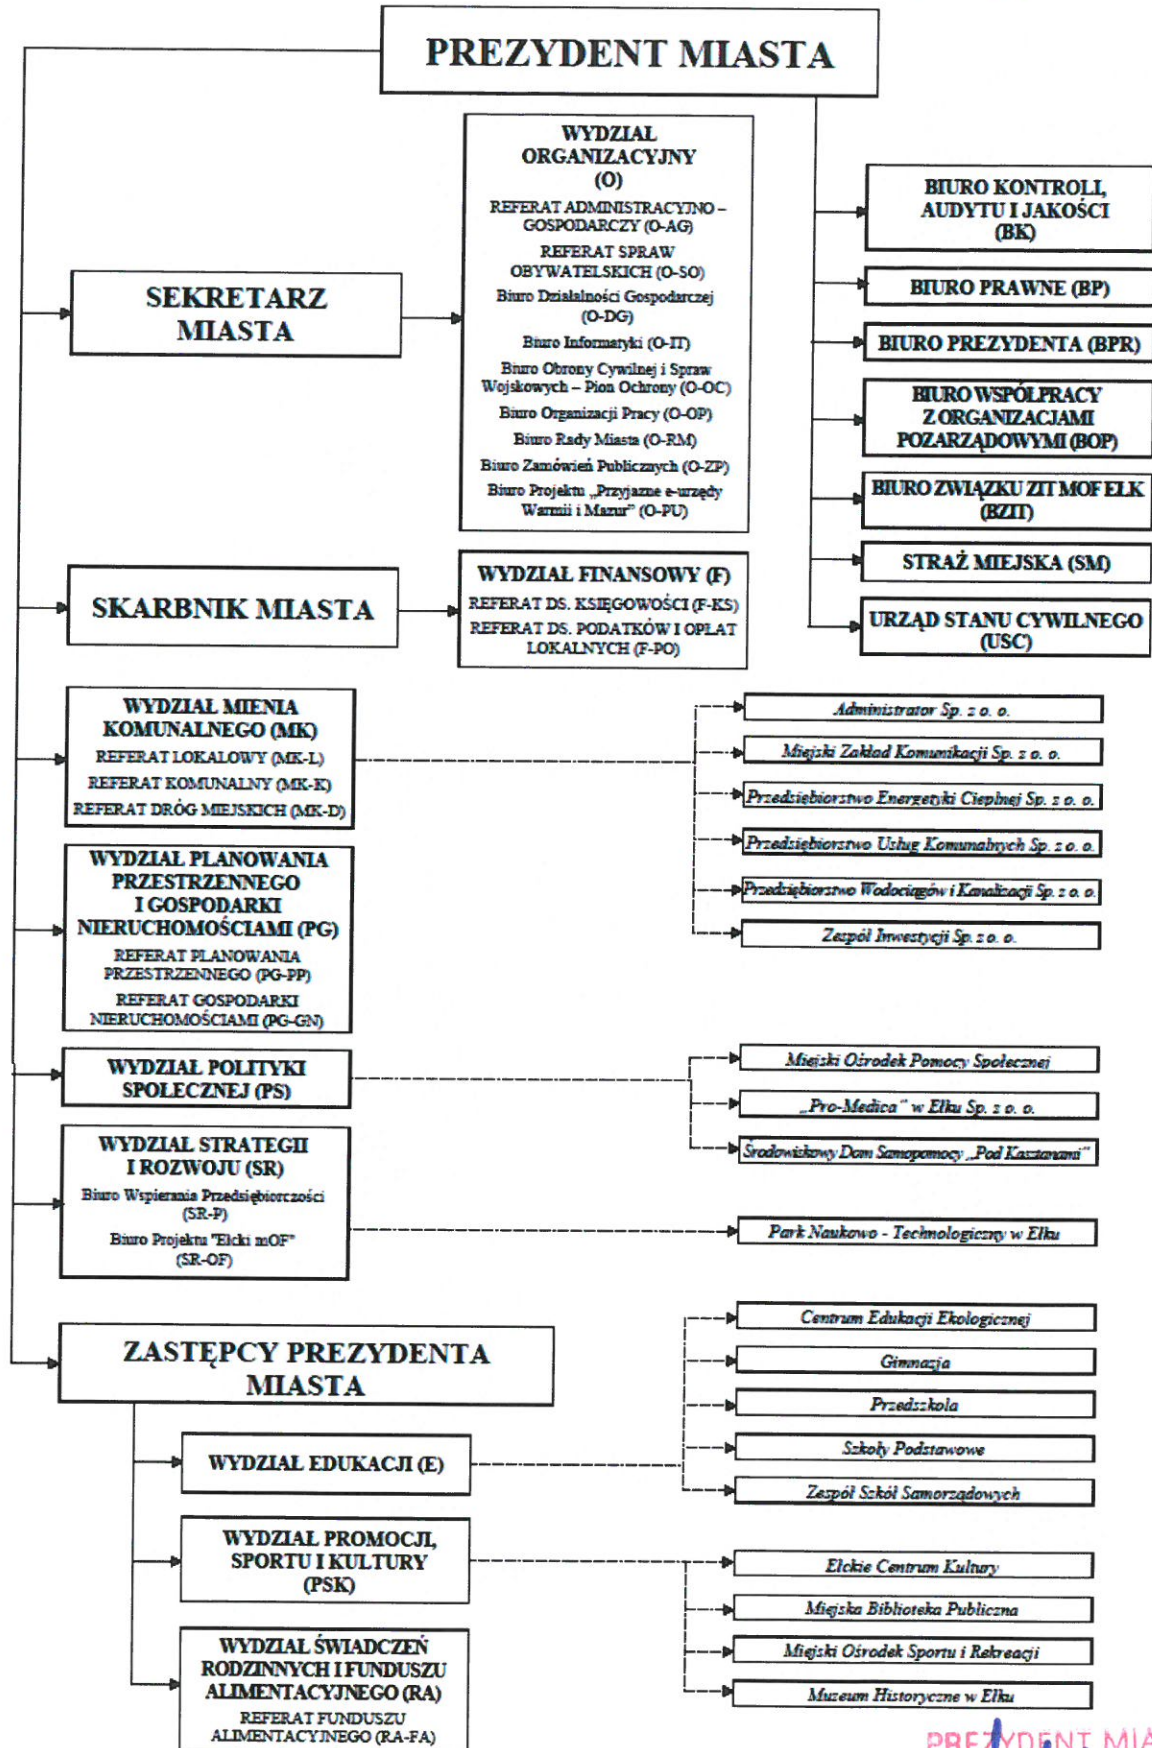 PREZYDENT MIASTA
WYDZIAŁ
ORGANIZACYJNY
(O)
REFERAT ADMINISTRACYJNO –
GOSPODARCZY (O-AG)
REFERAT SPRAW
OBYWATELSKICH (O-SO)
Biuro Działalności Gospodarczej
(O-DG)
Biuro Informatyki (O-IT)
Biuro Obrony Cywilnej i Spraw
Wojskowych – Pion Ochrony (O-OC)
Biuro Organizacji Pracy (O-OP)
Biuro Rady Miasta (O-RM)
Biuro Zamówień Publicznych (O-ZP)
Biuro Projektu „Przyjazne e-urzędy
Warmii i Mazur” (O-PU)
BIURO KONTROLI,
AUDYTU I JAKOŚCI
(BK)
BIURO PRAWNE (BP)
BIURO PREZYDENTA (BPR)
BIURO WSPÓŁPRACY
Z ORGANIZACJAMI
POZARZĄDOWYMI (BOP)
BIURO ZWIĄZKU ZIT MOF EŁK
(BZIT)
STRAŻ MIEJSKA (SM)
URZĄD STANU CYWILNEGO
(USC)
SEKRETARZ
MIASTA
SKARBNIK MIASTA
WYDZIAŁ FINANSOWY (F)
REFERAT DS. KSIĘGOWOŚCI (F-KS)
REFERAT DS. PODATKÓW I OPŁAT
LOKALNYCH (F-PO)
WYDZIAŁ MIENIA
KOMUNALNEGO (MK)
REFERAT LOKALOWY (MK-L)
REFERAT KOMUNALNY (MK-K)
REFERAT DRÓG MIEJSKICH (MK-D)
Administrator Sp. z o. o.
Miejski Zakład Komunikacji Sp. z o. o.
Przedsiębiorstwo Energetyki Cieplnej Sp. z o. o.
Przedsiębiorstwo Usług Komunalnych Sp. z o. o.
Przedsiębiorstwo Wodociągów i Kanalizacji Sp. z o. o.
Zespół Inwestycji Sp. z o. o.
WYDZIAŁ PLANOWANIA
PRZESTRZENNEGO
I GOSPODARKI
NIERUCHOMOŚCIAMI (PG)
REFERAT PLANOWANIA
PRZESTRZENNEGO (PG-PP)
REFERAT GOSPODARKI
NIERUCHOMOŚCIAMI (PG-GN)
WYDZIAŁ POLITYKI
SPOŁECZNEJ (PS)
Miejski Ośrodek Pomocy Społecznej
„Pro-Medica” w Ełku Sp. z o. o.
Środowiskowy Dom Samopomocy „Pod Kasztanami”
WYDZIAŁ STRATEGII
I ROZWOJU (SR)
Biuro Wspierania Przedsiębiorczości
(SR-P)
Biuro Projektu "Ełcki mOF"
(SR-OF)
Park Naukowo - Technologiczny w Ełku
ZASTĘPCY PREZYDENTA
MIASTA
Centrum Edukacji Ekologicznej
Gimnazja
Przedszkola
Szkoły Podstawowe
Zespół Szkół Samorządowych
WYDZIAŁ EDUKACJI (E)
WYDZIAŁ PROMOCJI,
SPORTU I KULTURY
(PSK)
Ełckie Centrum Kultury
Miejska Biblioteka Publiczna
Miejski Ośrodek Sportu i Rekreacji
Muzeum Historyczne w Ełku
WYDZIAŁ ŚWIADCZEŃ
RODZINNYCH I FUNDUSZU
ALIMENTACYJNEGO (RA)
REFERAT FUNDUSZU
ALIMENTACYJNEGO (RA-FA)
PREZYDENT MIA